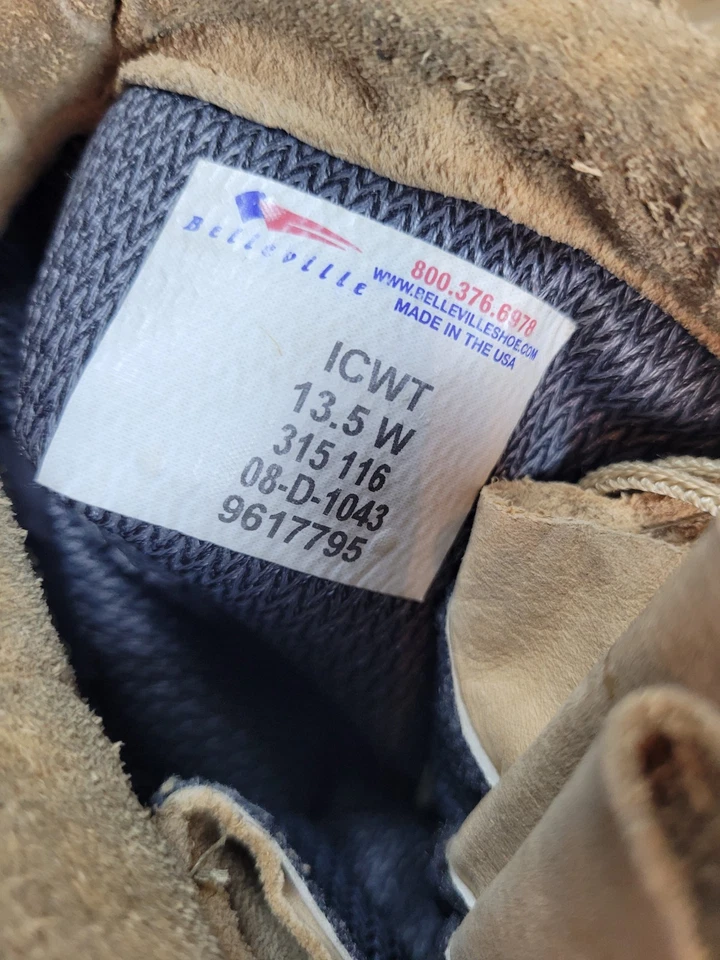 Belleville
800.376.6978
WWW.BELLEVILLESHOE.COM
MADE IN THE USA
ICWT
13.5 W
315 116
08-D-1043
9617795